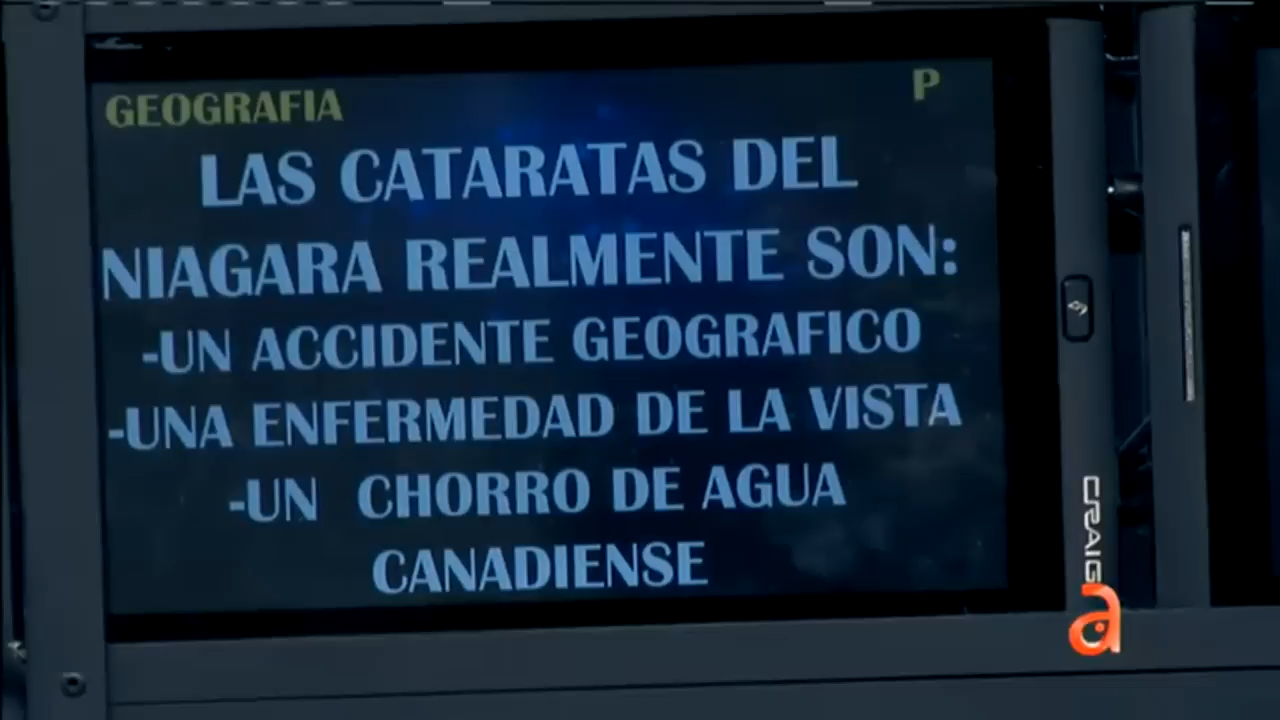 GEOGRAFIA
P
LAS CATARATAS DEL
NIAGARA REALMENTE SON:
-UN ACCIDENTE GEOGRAFICO
-UNA ENFERMEDAD DE LA VISTA
-UN CHORRO DE AGUA
CANADIENSE
CRAIG
a